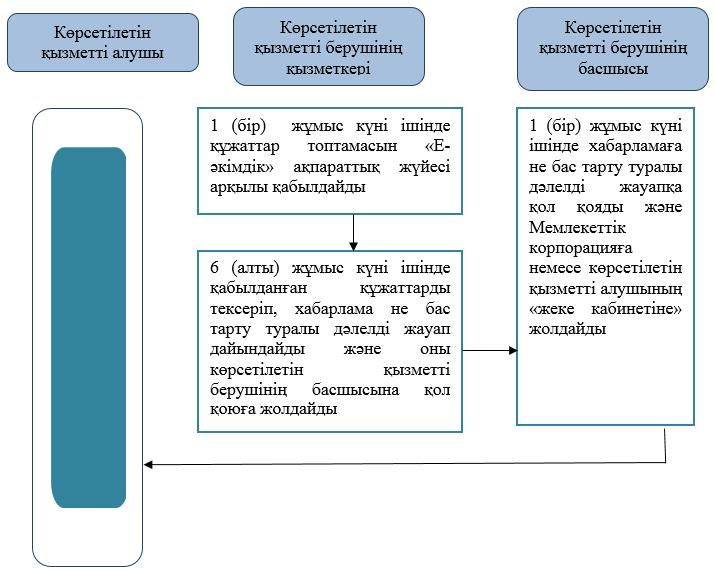 Көрсетілетін
қызметті алушы
Көрсетілетін
қызметті берушінің
қызметкері
Көрсетілетін
қызметті берушінің
басшысы
1 (бір) жұмыс күні ішінде
құжаттар топтамасын «Е-
әкімдік» ақпараттық жүйесі
арқылы қабылдайды
6 (алты) жұмыс күні ішінде
қабылданған құжаттарды
тексеріп, хабарлама не бас
тарту туралы дәлелді жауап
дайындайды және оны
көрсетілетін қызметті
берушінің басшысына қол
қоюға жолдайды
1 (бір) жұмыс күні
ішінде хабарламаға
не бас тарту туралы
дәлелді жауапқа
қол қояды және
Мемлекеттік
корпорацияға
немесе көрсетілетін
қызметті алушының
«жеке кабинетіне»
жолдайды